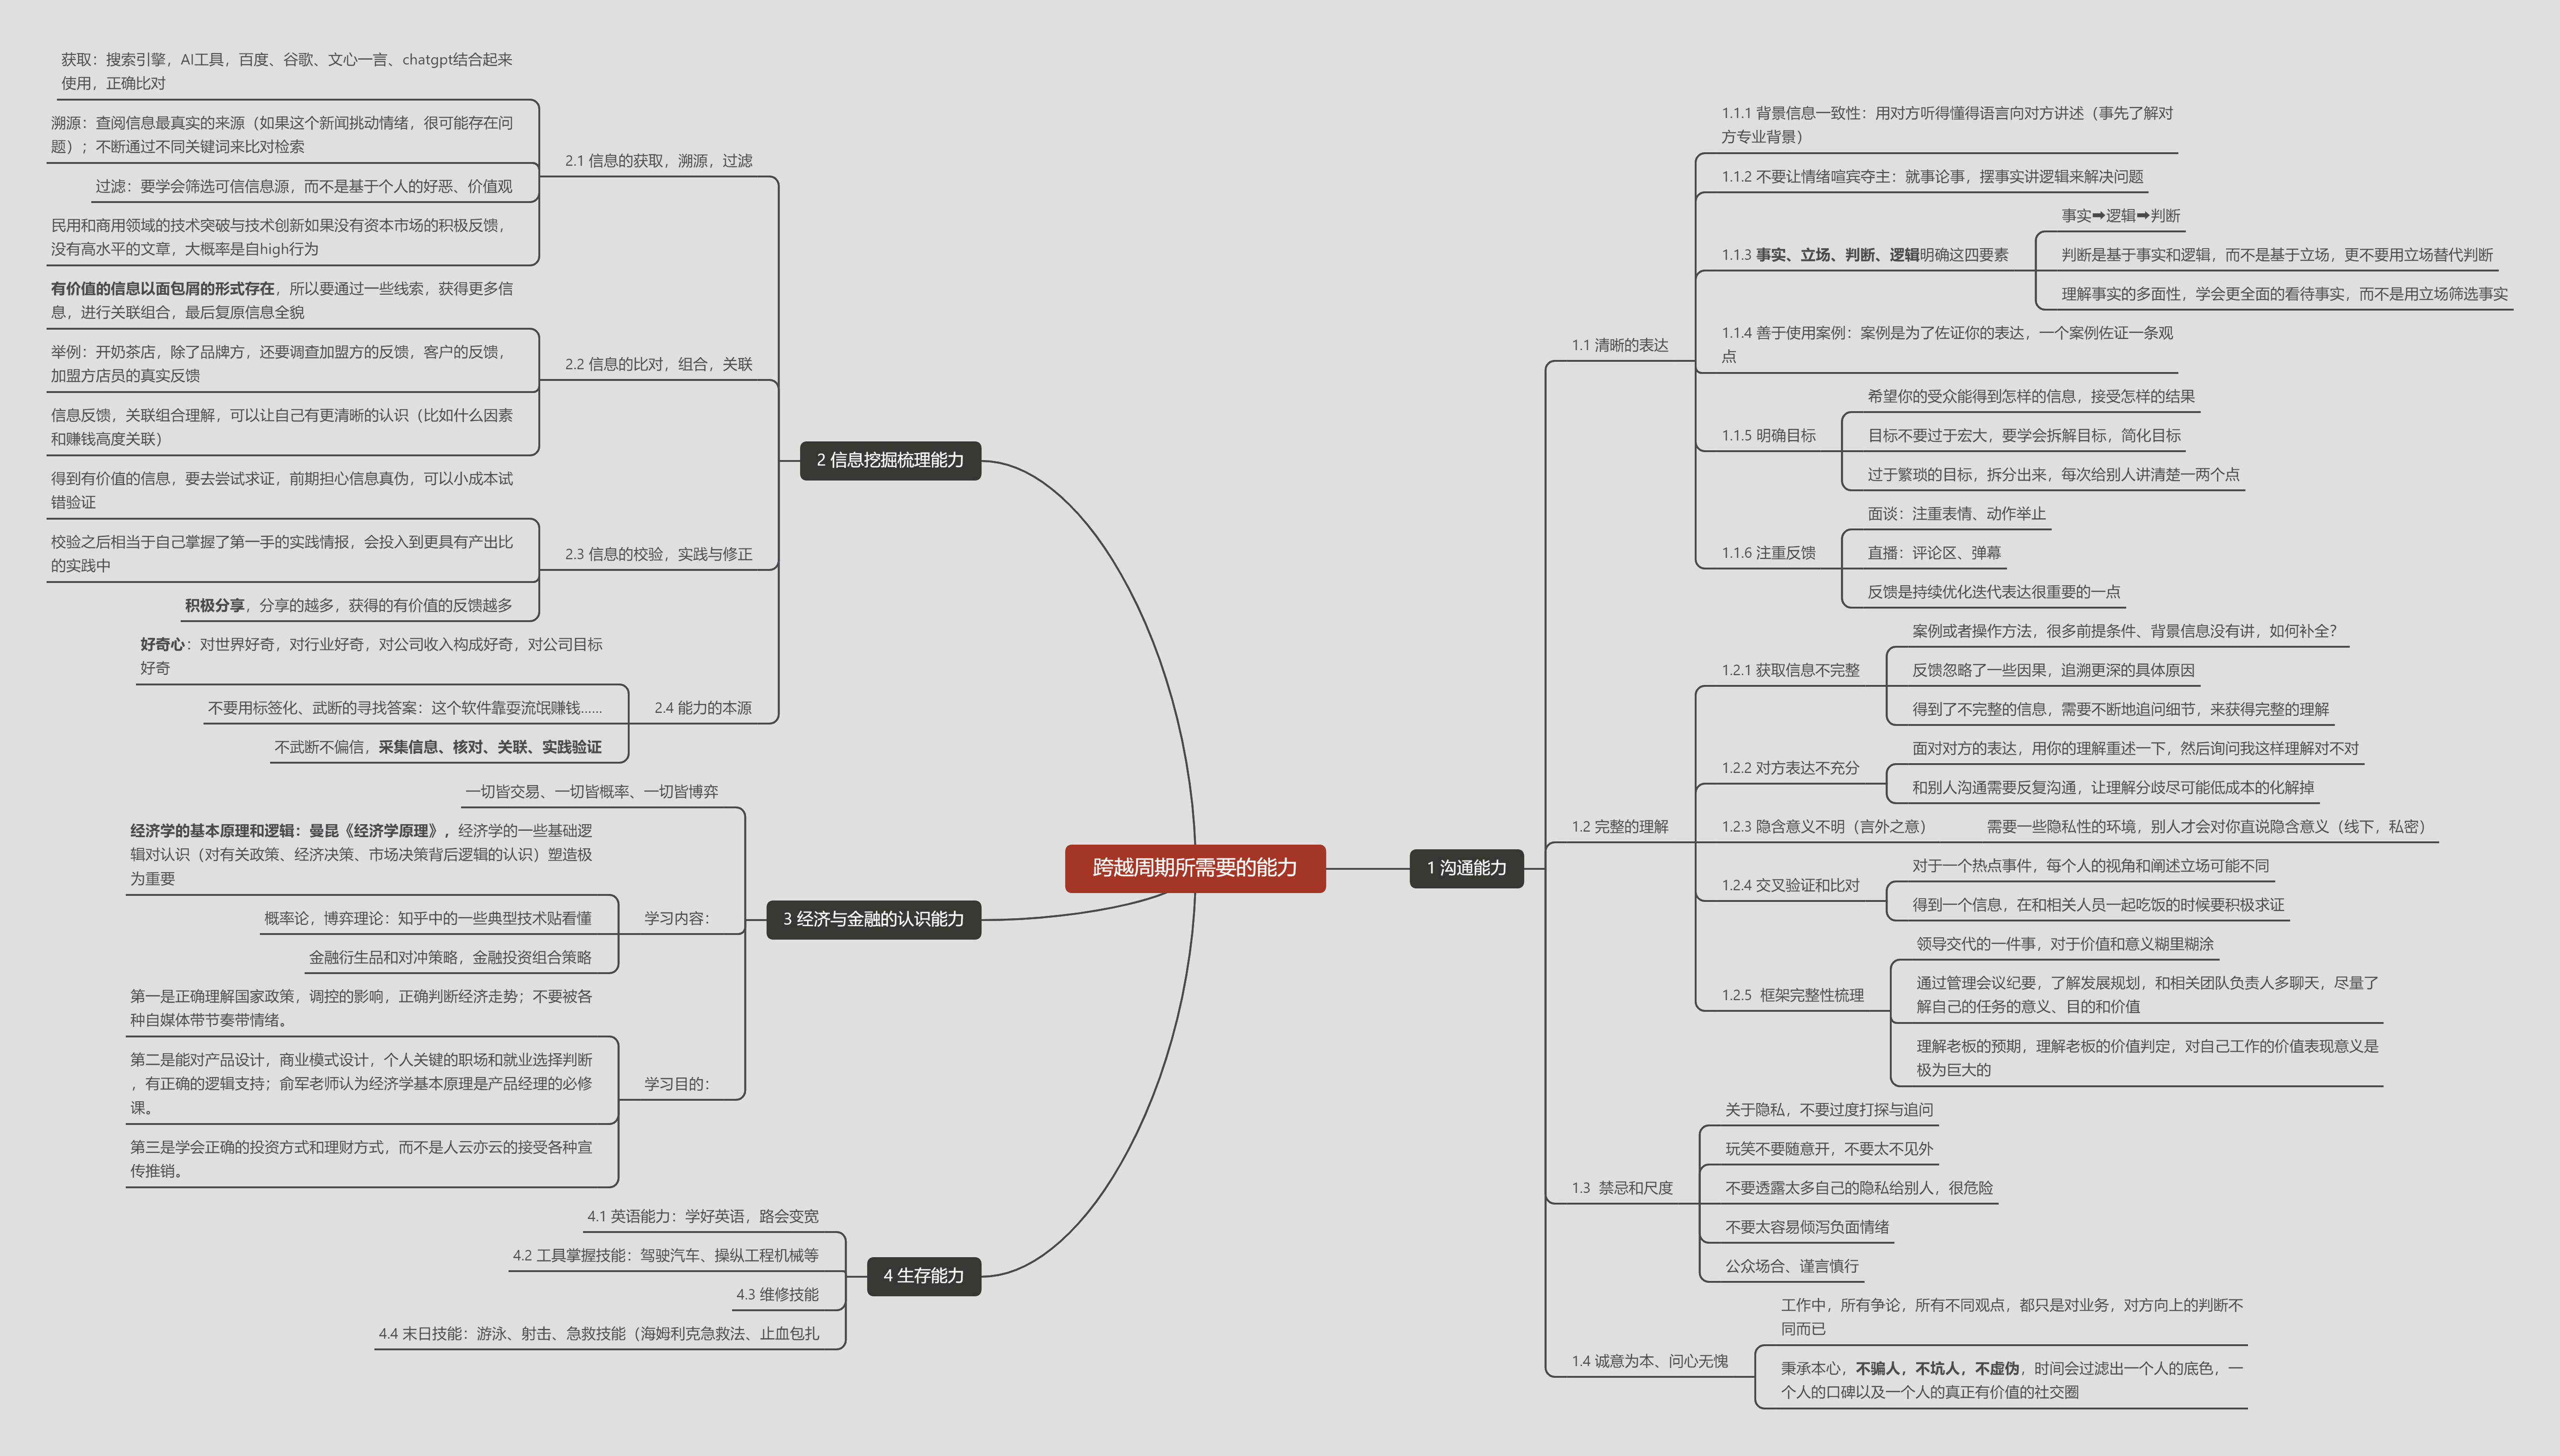 跨越周期所需要的能力
1 沟通能力
1.1 清晰的表达
1.1.1 背景信息一致性：用对方听得懂得语言向对方讲述（事先了解对
方专业背景）
1.1.2 不要让情绪喧宾夺主：就事论事，摆事实讲逻辑来解决问题
1.1.3 事实、立场、判断、逻辑明确这四要素
事实➡逻辑➡判断
判断是基于事实和逻辑，而不是基于立场，更不要用立场替代判断
理解事实的多面性，学会更全面的看待事实，而不是用立场筛选事实
1.1.4 善于使用案例：案例是为了佐证你的表达，一个案例佐证一条观
点
1.1.5 明确目标
希望你的受众能得到怎样的信息，接受怎样的结果
目标不要过于宏大，要学会拆解目标，简化目标
过于繁琐的目标，拆分出来，每次给别人讲清楚一两个点
1.1.6 注重反馈
面谈：注重表情、动作举止
直播：评论区、弹幕
反馈是持续优化迭代表达很重要的一点
1.2 完整的理解
1.2.1 获取信息不完整
案例或者操作方法，很多前提条件、背景信息没有讲，如何补全？
反馈忽略了一些因果，追溯更深的具体原因
得到了不完整的信息，需要不断地追问细节，来获得完整的理解
1.2.2 对方表达不充分
面对对方的表达，用你的理解重述一下，然后询问我这样理解对不对
和别人沟通需要反复沟通，让理解分歧尽可能低成本的化解掉
1.2.3 隐含意义不明（言外之意）
需要一些隐私性的环境，别人才会对你直说隐含意义（线下，私密）
1.2.4 交叉验证和比对
对于一个热点事件，每个人的视角和阐述立场可能不同
得到一个信息，在和相关人员一起吃饭的时候要积极求证
1.2.5 框架完整性梳理
领导交代的一件事，对于价值和意义糊里糊涂
通过管理会议纪要，了解发展规划，和相关团队负责人多聊天，尽量了
解自己的任务的意义、目的和价值
理解老板的预期，理解老板的价值判定，对自己工作的价值表现意义是
极为巨大的
1.3 禁忌和尺度
关于隐私，不要过度打探与追问
玩笑不要随意开，不要太不见外
不要透露太多自己的隐私给别人，很危险
不要太容易倾泻负面情绪
公众场合、谨言慎行
1.4 诚意为本、问心无愧
工作中，所有争论，所有不同观点，都只是对业务，对方向上的判断不
同而已
秉承本心，不骗人，不坑人，不虚伪，时间会过滤出一个人的底色，一
个人的口碑以及一个人的真正有价值的社交圈
2 信息挖掘梳理能力
2.1 信息的获取，溯源，过滤
获取：搜索引擎，AI工具，百度、谷歌、文心一言、chatgpt结合起来
使用，正确比对
溯源：查阅信息最真实的来源（如果这个新闻挑动情绪，很可能存在问
题）；不断通过不同关键词来比对检索
过滤：要学会筛选可信信息源，而不是基于个人的好恶、价值观
民用和商用领域的技术突破与技术创新如果没有资本市场的积极反馈，
没有高水平的文章，大概率是自high行为
2.2 信息的比对，组合，关联
有价值的信息以面包屑的形式存在，所以要通过一些线索，获得更多信
息，进行关联组合，最后复原信息全貌
举例：开奶茶店，除了品牌方，还要调查加盟方的反馈，客户的反馈，
加盟方店员的真实反馈
信息反馈，关联组合理解，可以让自己有更清晰的认识（比如什么因素
和赚钱高度关联）
2.3 信息的校验，实践与修正
得到有价值的信息，要去尝试求证，前期担心信息真伪，可以小成本试
错验证
校验之后相当于自己掌握了第一手的实践情报，会投入到更具有产出比
的实践中
积极分享，分享的越多，获得的有价值的反馈越多
2.4 能力的本源
好奇心：对世界好奇，对行业好奇，对公司收入构成好奇，对公司目标
好奇
不要用标签化、武断的寻找答案：这个软件靠耍流氓赚钱......
不武断不偏信，采集信息、核对、关联、实践验证
3 经济与金融的认识能力
一切皆交易、一切皆概率、一切皆博弈
学习内容：
经济学的基本原理和逻辑：曼昆《经济学原理》，经济学的一些基础逻
辑对认识（对有关政策、经济决策、市场决策背后逻辑的认识）塑造极
为重要
概率论，博弈理论：知乎中的一些典型技术贴看懂
金融衍生品和对冲策略，金融投资组合策略
学习目的：
第一是正确理解国家政策，调控的影响，正确判断经济走势；不要被各
种自媒体带节奏带情绪。
第二是能对产品设计，商业模式设计，个人关键的职场和就业选择判断
，有正确的逻辑支持；俞军老师认为经济学基本原理是产品经理的必修
课。
第三是学会正确的投资方式和理财方式，而不是人云亦云的接受各种宣
传推销。
4 生存能力
4.1 英语能力：学好英语，路会变宽
4.2 工具掌握技能：驾驶汽车、操纵工程机械等
4.3 维修技能
4.4 末日技能：游泳、射击、急救技能（海姆利克急救法、止血包扎